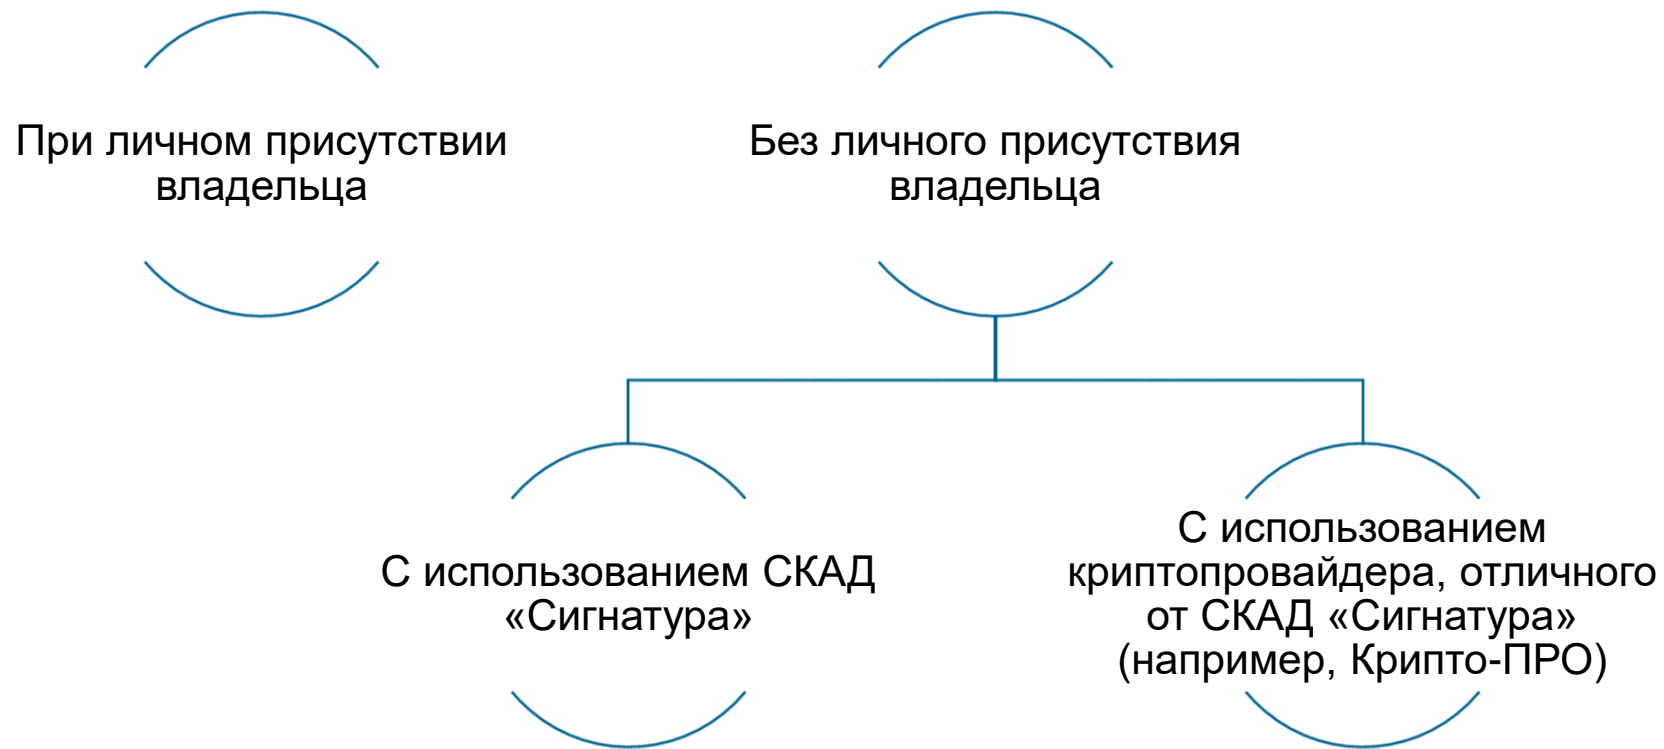 При личном присутствии
владельца
Без личного присутствия
владельца
С использованием СКАД
«Сигнатура»
С использованием
криптопровайдера, отличного
от СКАД «Сигнатура»
(например, Крипто-ПРО)